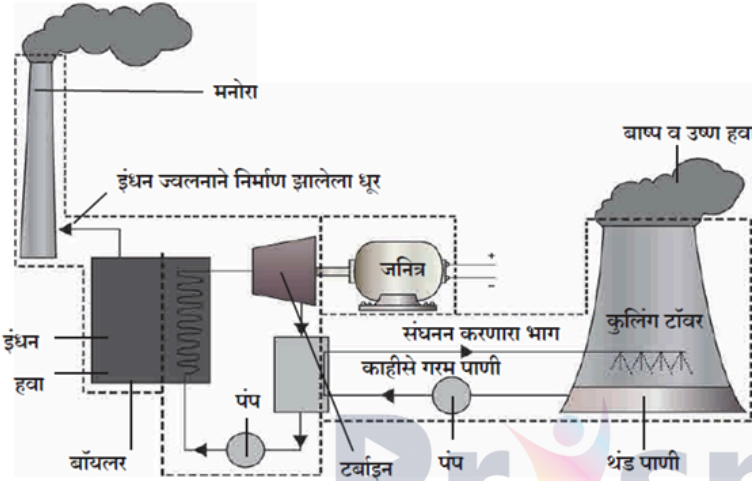 मनोरा
बाष्प व उष्ण हवा
इंधन ज्वलनाने निर्माण झालेला धूर
जनित्र
+
-
कुलिंग टॉवर
संघनन करणारा भाग
इंधन
काहीसे गरम पाणी
हवा
पंप
बॉयलर
टर्बाइन
पंप
थंड पाणी